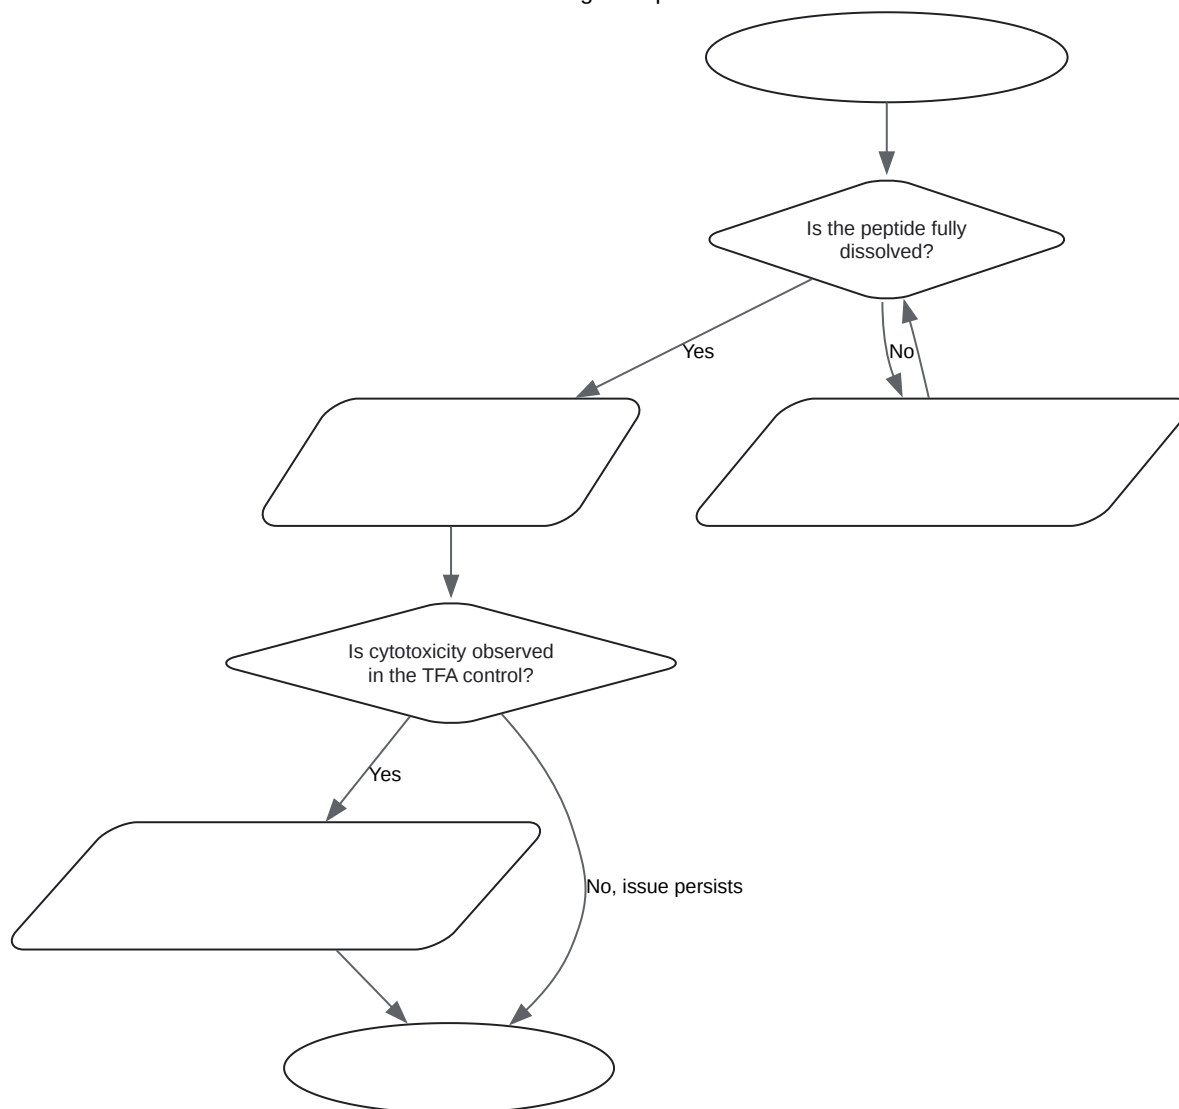 Is the peptide fully
dissolved?
Yes
No
Is cytotoxicity observed
in the TFA control?
Yes
No, issue persists